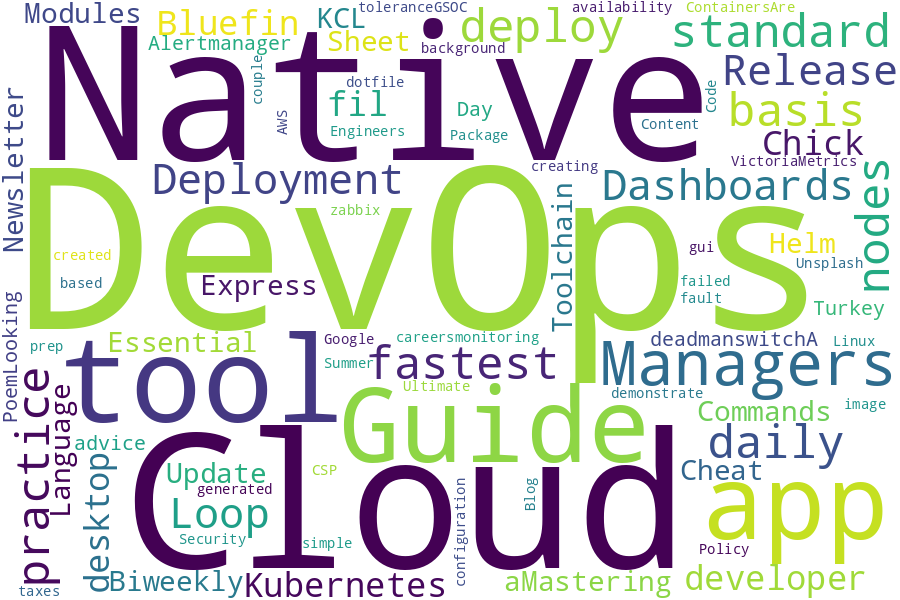 Modules
toleranceGSOC
availability
ContainersAre
Bluefin
KCL
deploy
standard
Native
Alertmanager
Sheet
background
Release
couple
dotfile
fil
Day
Code
basis
AWS
Engineers
Package
Content
Chick
Newsletter
VictoriaMetrics
Deployment
creating
Dashboards
nodes
DevOps
zabbix
Toolchain
created
gui
Helm
Unsplash
based
Express
failed
fault
Turkey
PoemLooking
prep
Essential
Google
careersmonitoring
deadmanswitchA
Linux
tool
Summer
fastest
Managers
practice
Language
Ultimate
demonstrate
Guide
Commands
image
advice
daily
desktop
Update
CSP
Cheat
generated
Cloud
configuration
Blog
app
Loop
Security
simple
Policy
taxes
Biweekly
Kubernetes
aMastering
developer